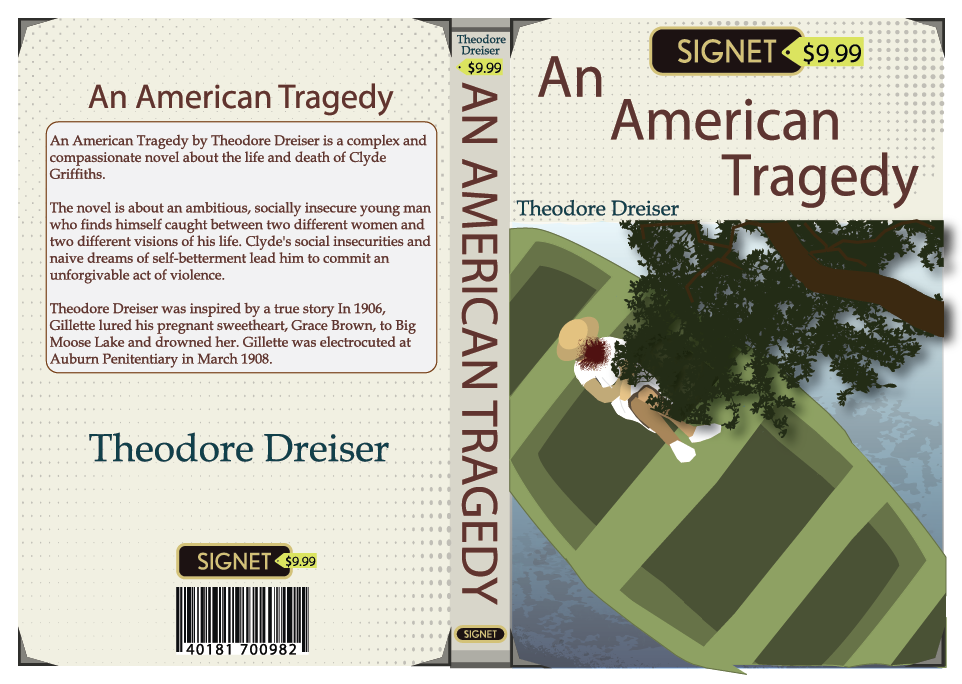 An American Tragedy
An American Tragedy by Theodore Dreiser is a complex and
compassionate novel about the life and death of Clyde
Griffiths.
The novel is about an ambitious, socially insecure young man
who finds himself caught between two different women and
two different visions of his life. Clyde's social insecurities and
naive dreams of self-betterment lead him to commit an
unforgivable act of violence.
Theodore Dreiser was inspired by a true story In 1906,
Gillette lured his pregnant sweetheart, Grace Brown, to Big
Moose Lake and drowned her. Gillette was electrocuted at
Auburn Penitentiary in March 1908.
Theodore Dreiser
SIGNET $9.99
40181 700982
Theodore
Dreiser
$9.99
AN AMERICAN TRAGEDY
SIGNET
SIGNET $9.99
An
American
Tragedy
Theodore Dreiser